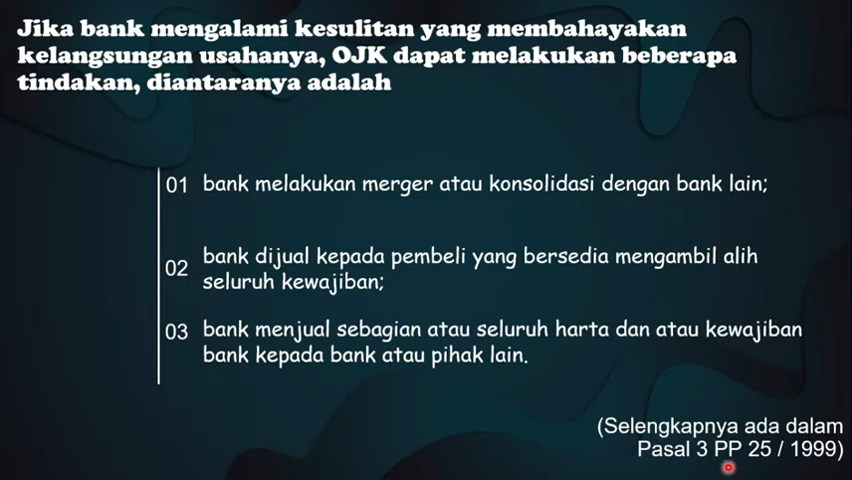 Jika bank mengalami kesulitan yang membahayakan
kelangsungan usahanya, OJK dapat melakukan beberapa
tindakan, diantaranya adalah
01 bank melakukan merger atau konsolidasi dengan bank lain;
02 bank dijual kepada pembeli yang bersedia mengambil alih
seluruh kewajiban;
03 bank menjual sebagian atau seluruh harta dan atau kewajiban
bank kepada bank atau pihak lain.
(Selengkapnya ada dalam
Pasal 3 PP 25 / 1999)